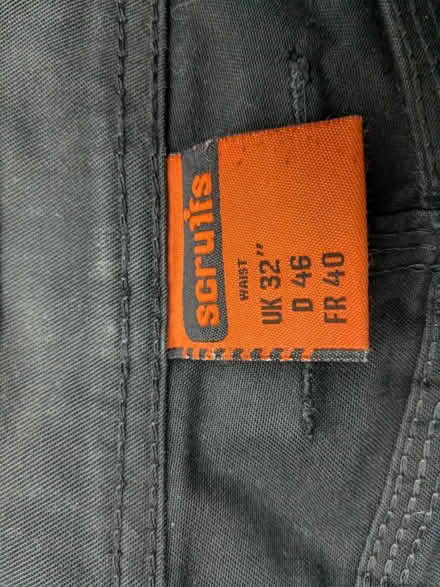 scruffs
WAIST
UK 32"
D 46
FR 40